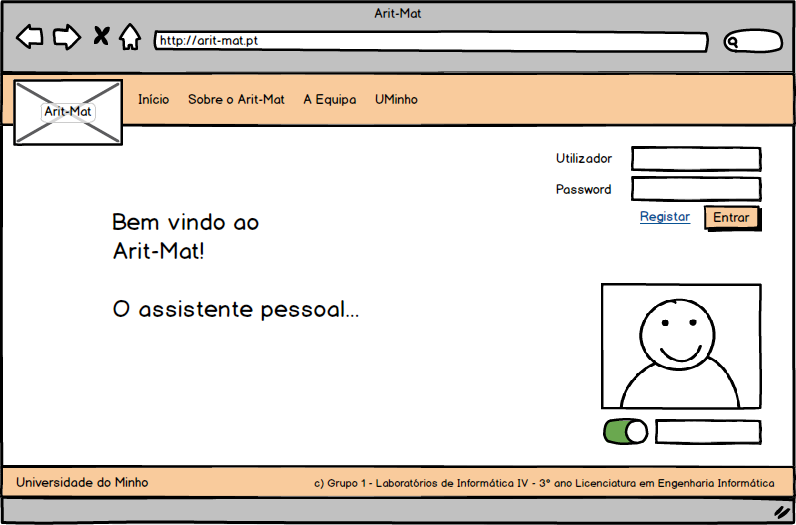 Arit-Mat
http://arit-mat.pt
Arit-Mat
Início Sobre o Arit-Mat A Equipa UMinho
Utilizador
Password
Registar Entrar
Bem vindo ao
Arit-Mat!
O assistente pessoal...
Universidade do Minho
c) Grupo 1 - Laboratórios de Informática IV - 3º ano Licenciatura em Engenharia Informática